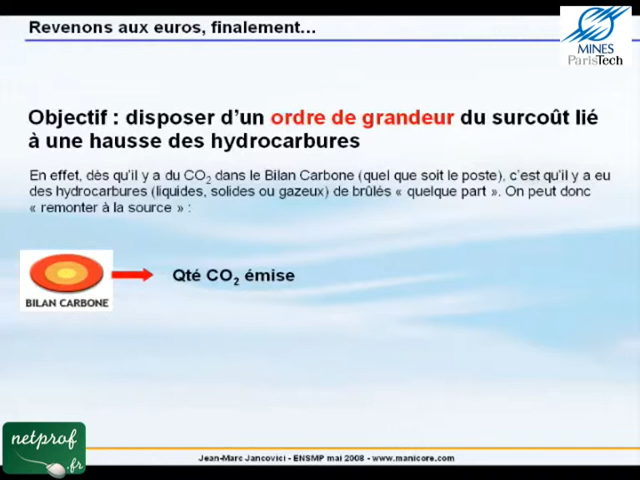 Revenons aux euros, finalement...
MINES
ParisTech
Objectif : disposer d'un ordre de grandeur du surcoût lié
à une hausse des hydrocarbures
En effet, dès qu'il y a du CO2 dans le Bilan Carbone (quel que soit le poste), c'est qu'il y a eu
des hydrocarbures (liquides, solides ou gazeux) de brûlés « quelque part ». On peut donc
« remonter à la source » :
Qté CO2 émise
BILAN CARBONE
netprof
.fr
Jean-Marc Jancovici - ENSMP mai 2008 - www.manicore.com